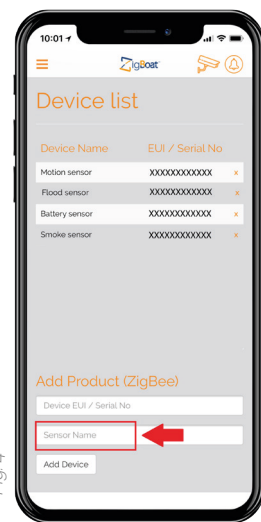 10:01
ZigBoat
Device list
Device Name EUI / Serial No
Motion sensor XXXXXXXXXXXX x
Flood sensor XXXXXXXXXXXX x
Battery sensor XXXXXXXXXXXX x
Smoke sensor XXXXXXXXXXXX x
Add Product (ZigBee)
Device EUI / Serial No
Sensor Name
Add Device